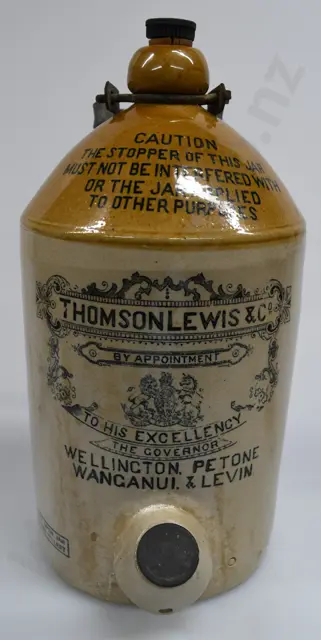 CAUTION
THE STOPPER OF THIS JAR
MUST NOT BE INTERFERED WITH
OR THE JAR APPLIED
TO OTHER PURPOSES
THOMSON LEWIS & Co
BY APPOINTMENT
TO HIS EXCELLENCY
THE GOVERNOR
WELLINGTON, PETONE
WANGANUI, & LEVIN
.nz